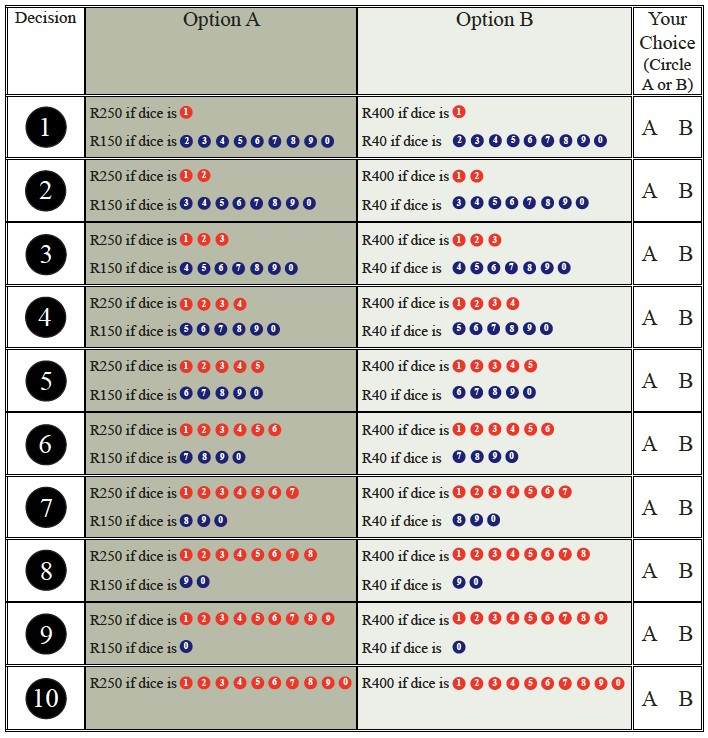 Decision Option A Option B Your
Choice
(Circle
A or B)
R250 if dice is 1 R400 if dice is 1
1 A B
R150 if dice is 2 3 4 5 6 7 8 9 0 R40 if dice is 2 3 4 5 6 7 8 9 0
R250 if dice is 1 2 R400 if dice is 1 2
2 A B
R150 if dice is 3 4 5 6 7 8 9 0 R40 if dice is 3 4 5 6 7 8 9 0
R250 if dice is 1 2 3 R400 if dice is 1 2 3
3 A B
R150 if dice is 4 5 6 7 8 9 0 R40 if dice is 4 5 6 7 8 9 0
R250 if dice is 1 2 3 4 R400 if dice is 1 2 3 4
4 A B
R150 if dice is 5 6 7 8 9 0 R40 if dice is 5 6 7 8 9 0
R250 if dice is 1 2 3 4 5 R400 if dice is 1 2 3 4 5
5 A B
R150 if dice is 6 7 8 9 0 R40 if dice is 6 7 8 9 0
R250 if dice is 1 2 3 4 5 6 R400 if dice is 1 2 3 4 5 6
6 A B
R150 if dice is 7 8 9 0 R40 if dice is 7 8 9 0
R250 if dice is 1 2 3 4 5 6 7 R400 if dice is 1 2 3 4 5 6 7
7 A B
R150 if dice is 8 9 0 R40 if dice is 8 9 0
R250 if dice is 1 2 3 4 5 6 7 8 R400 if dice is 1 2 3 4 5 6 7 8
8 A B
R150 if dice is 9 0 R40 if dice is 9 0
R250 if dice is 1 2 3 4 5 6 7 8 9 R400 if dice is 1 2 3 4 5 6 7 8 9
9 A B
R150 if dice is 0 R40 if dice is 0
R250 if dice is 1 2 3 4 5 6 7 8 9 0 R400 if dice is 1 2 3 4 5 6 7 8 9 0
10 A B